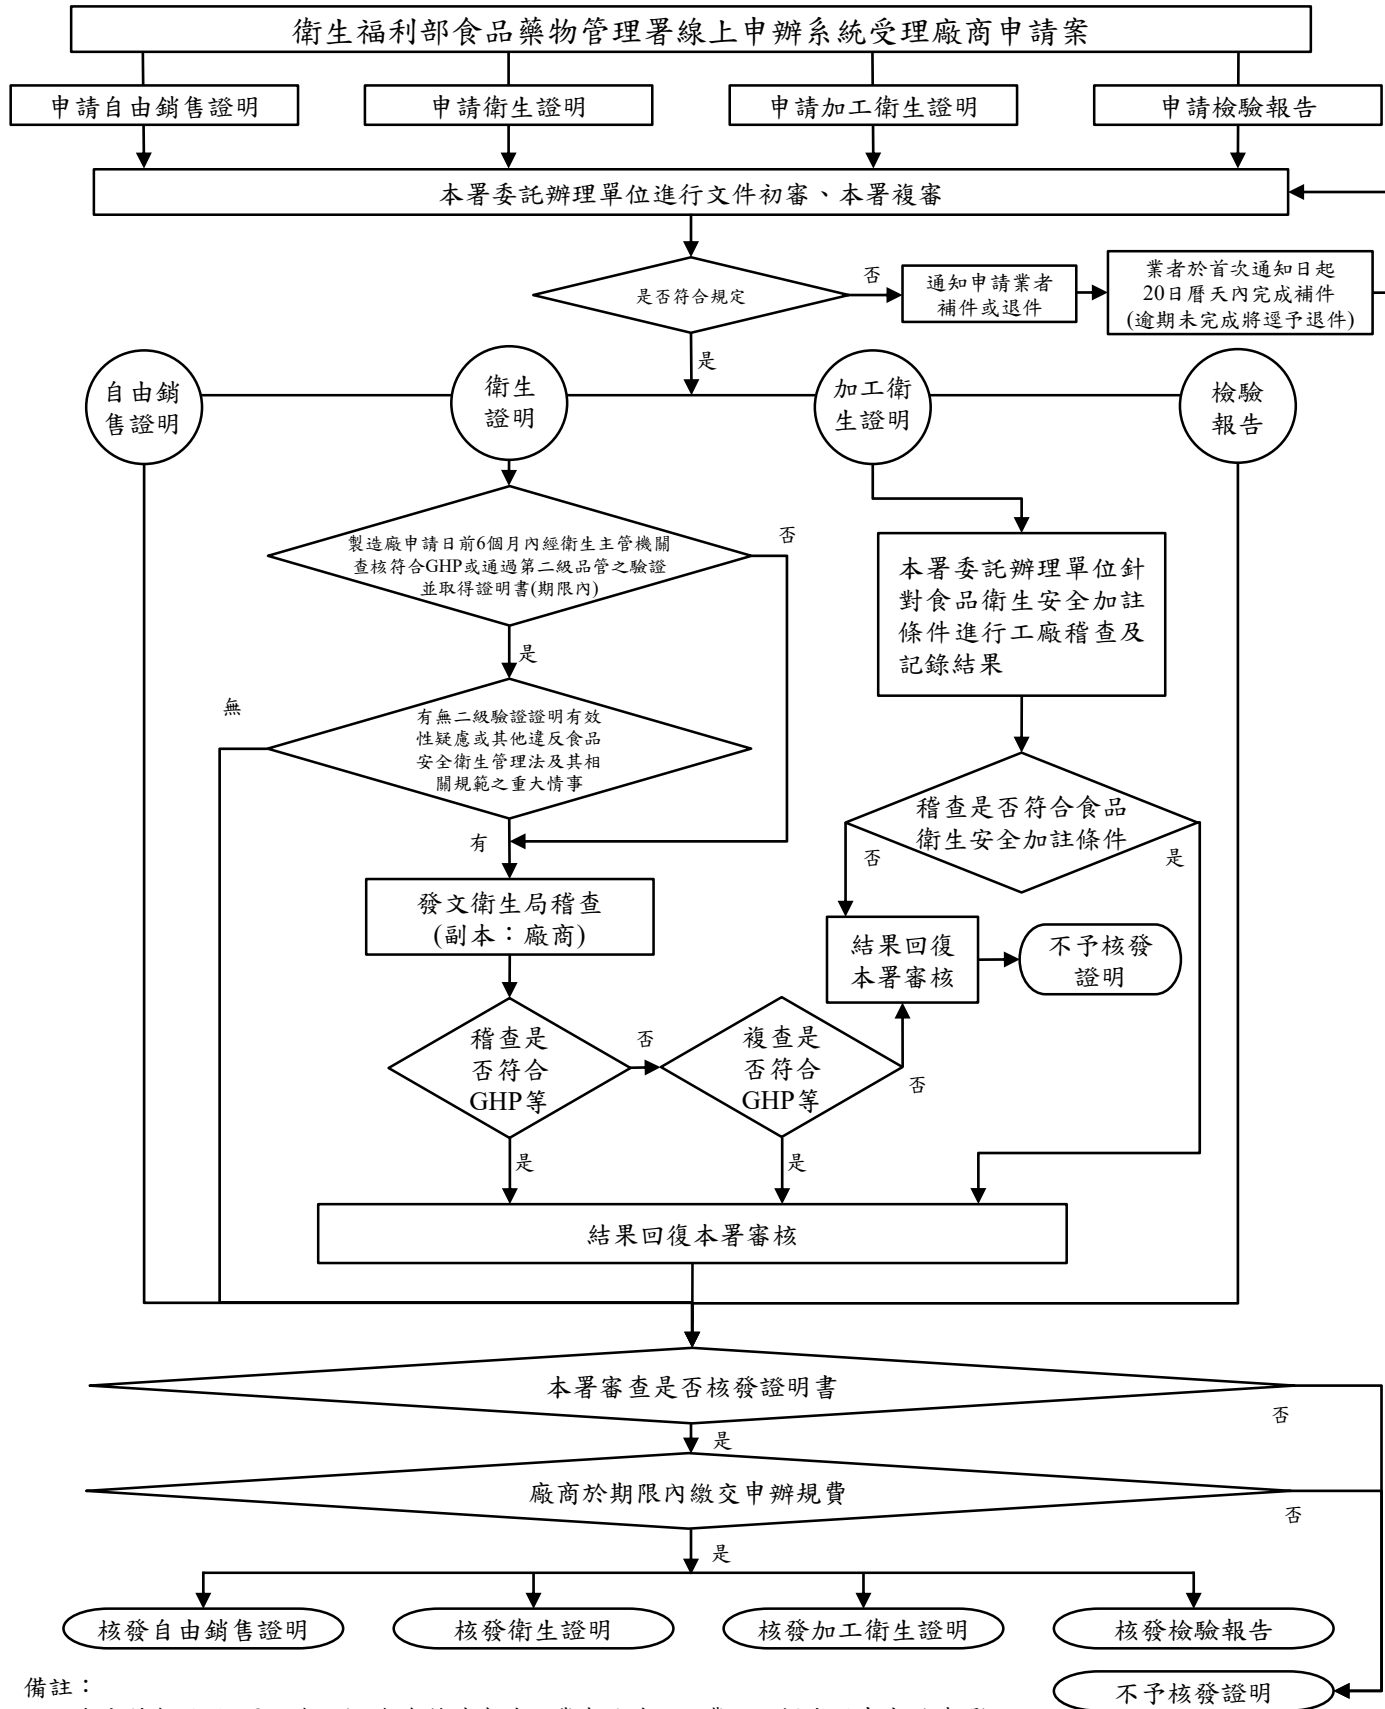 衛生福利部食品藥物管理署線上申辦系統受理廠商申請案
申請自由銷售證明
申請衛生證明
申請加工衛生證明
申請檢驗報告
本署委託辦理單位進行文件初審、本署複審
是否符合規定
否
通知申請業者
補件或退件
業者於首次通知日起
20日曆天內完成補件
(逾期未完成將逕予退件)
是
自由銷
售證明
衛生
證明
加工衛
生證明
檢驗
報告
製造廠申請日前6個月內經衛生主管機關
查核符合GHP或通過第二級品管之驗證
並取得證明書(期限內)
否
是
本署委託辦理單位針
對食品衛生安全加註
條件進行工廠稽查及
記錄結果
無
有無二級驗證證明有效
性疑慮或其他違反食品
安全衛生管理法及其相
關規範之重大情事
有
稽查是否符合食品
衛生安全加註條件
否
是
發文衛生局稽查
(副本：廠商)
結果回復
本署審核
不予核發
證明
稽查是
否符合
GHP等
否
複查是
否符合
GHP等
否
是
是
結果回復本署審核
本署審查是否核發證明書
否
是
廠商於期限內繳交申辦規費
否
是
核發自由銷售證明
核發衛生證明
核發加工衛生證明
核發檢驗報告
不予核發證明
備註：